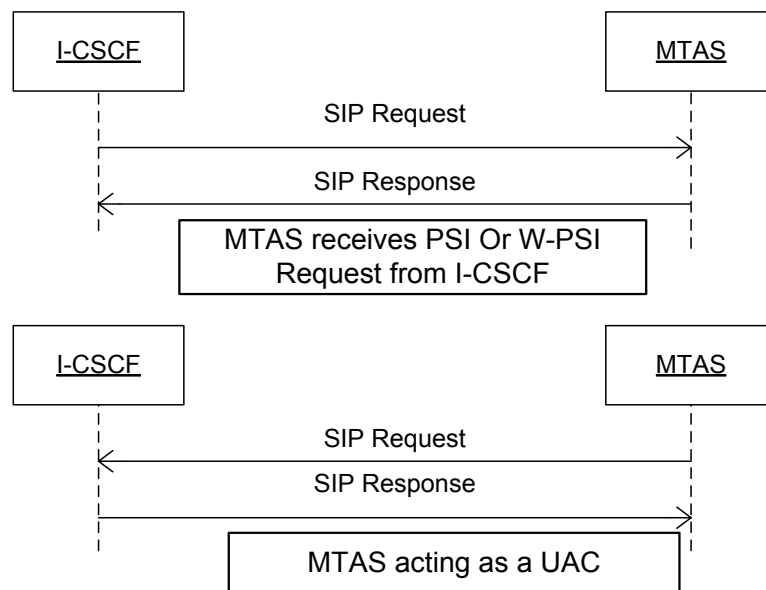 I-CSCF
MTAS
SIP Request
SIP Response
MTAS receives PSI Or W-PSI
Request from I-CSCF
I-CSCF
MTAS
SIP Request
SIP Response
MTAS acting as a UAC